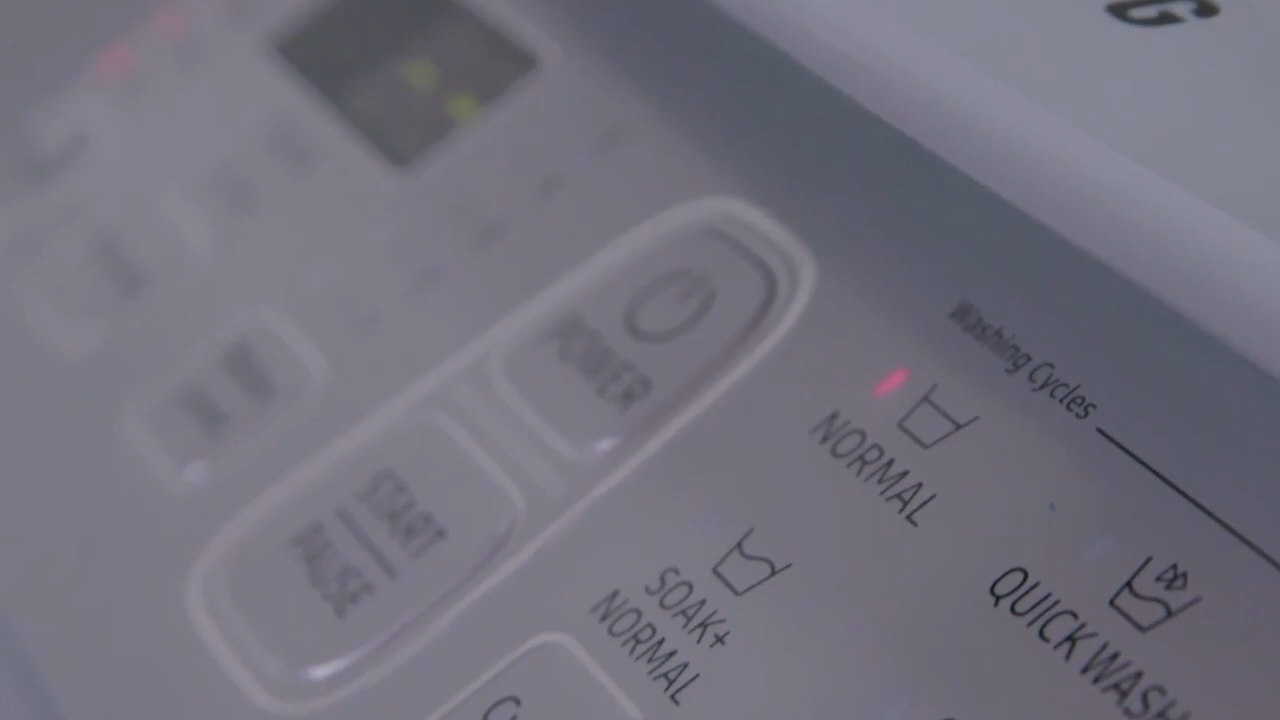 G
Washing Cycles
POWER
NORMAL
START
PAUSE
SOAK+
NORMAL
QUICK WASH